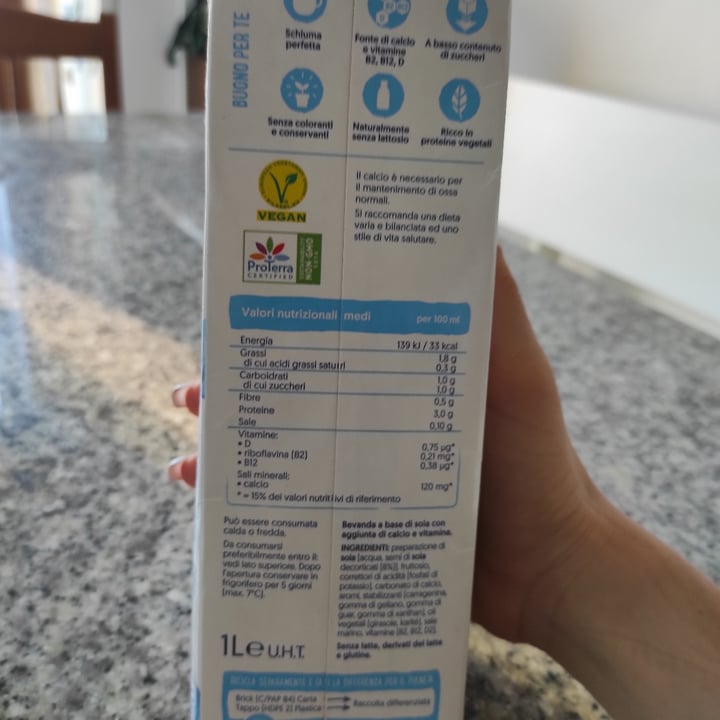 BUONO PER TE
Schiuma
perfetta
Fonte di calcio
e vitamine
B2, B12, D
A basso contenuto
di zuccheri
Senza coloranti
e conservanti
Naturalmente
senza lattosio
Ricco in
proteine vegetali
VEGAN
Il calcio è necessario per
il mantenimento di ossa
normali.
Si raccomanda una dieta
varia e bilanciata ed uno
stile di vita salutare.
ProTerra
CERTIFIED
NON-GMO
Valori nutrizionali medi per 100 ml
Energia 139 kJ / 33 kcal
Grassi 1,8 g
di cui acidi grassi saturi 0,3 g
Carboidrati 1,0 g
di cui zuccheri 1,0 g
Fibre 0,5 g
Proteine 3,0 g
Sale 0,10 g
Vitamine:
• D 0,75 µg*
• riboflavina (B2) 0,21 mg*
• B12 0,38 µg*
Sali minerali:
• calcio 120 mg*
* = 15% dei valori nutritivi di riferimento
Può essere consumata
calda o fredda.
Da consumarsi
preferibilmente entro il:
vedi lato superiore. Dopo
l'apertura conservare in
frigorifero per 5 giorni
(max. 7°C).
1L e U.H.T.
Bevanda a base di soia con
aggiunta di calcio e vitamine.
INGREDIENTI: preparazione di
soia (acqua, semi di soia
decorticati (8%)), fruttosio,
correttori di acidità (fosfati di
potassio), carbonato di calcio,
aromi, stabilizzanti (carragenina,
gomma di gellano, gomma di
guar, gomma di xanthan), oli
vegetali (girasole, karité), sale
marino, vitamine (B2, B12, D2).
Senza latte, derivati del latte
e glutine.
RICICLA SEPARATAMENTE E FAI LA DIFFERENZA PER IL PIANETA
Brick (C/PAP 84) Carta
Tappo (HDPE 2) Plastica
Raccolta differenziata